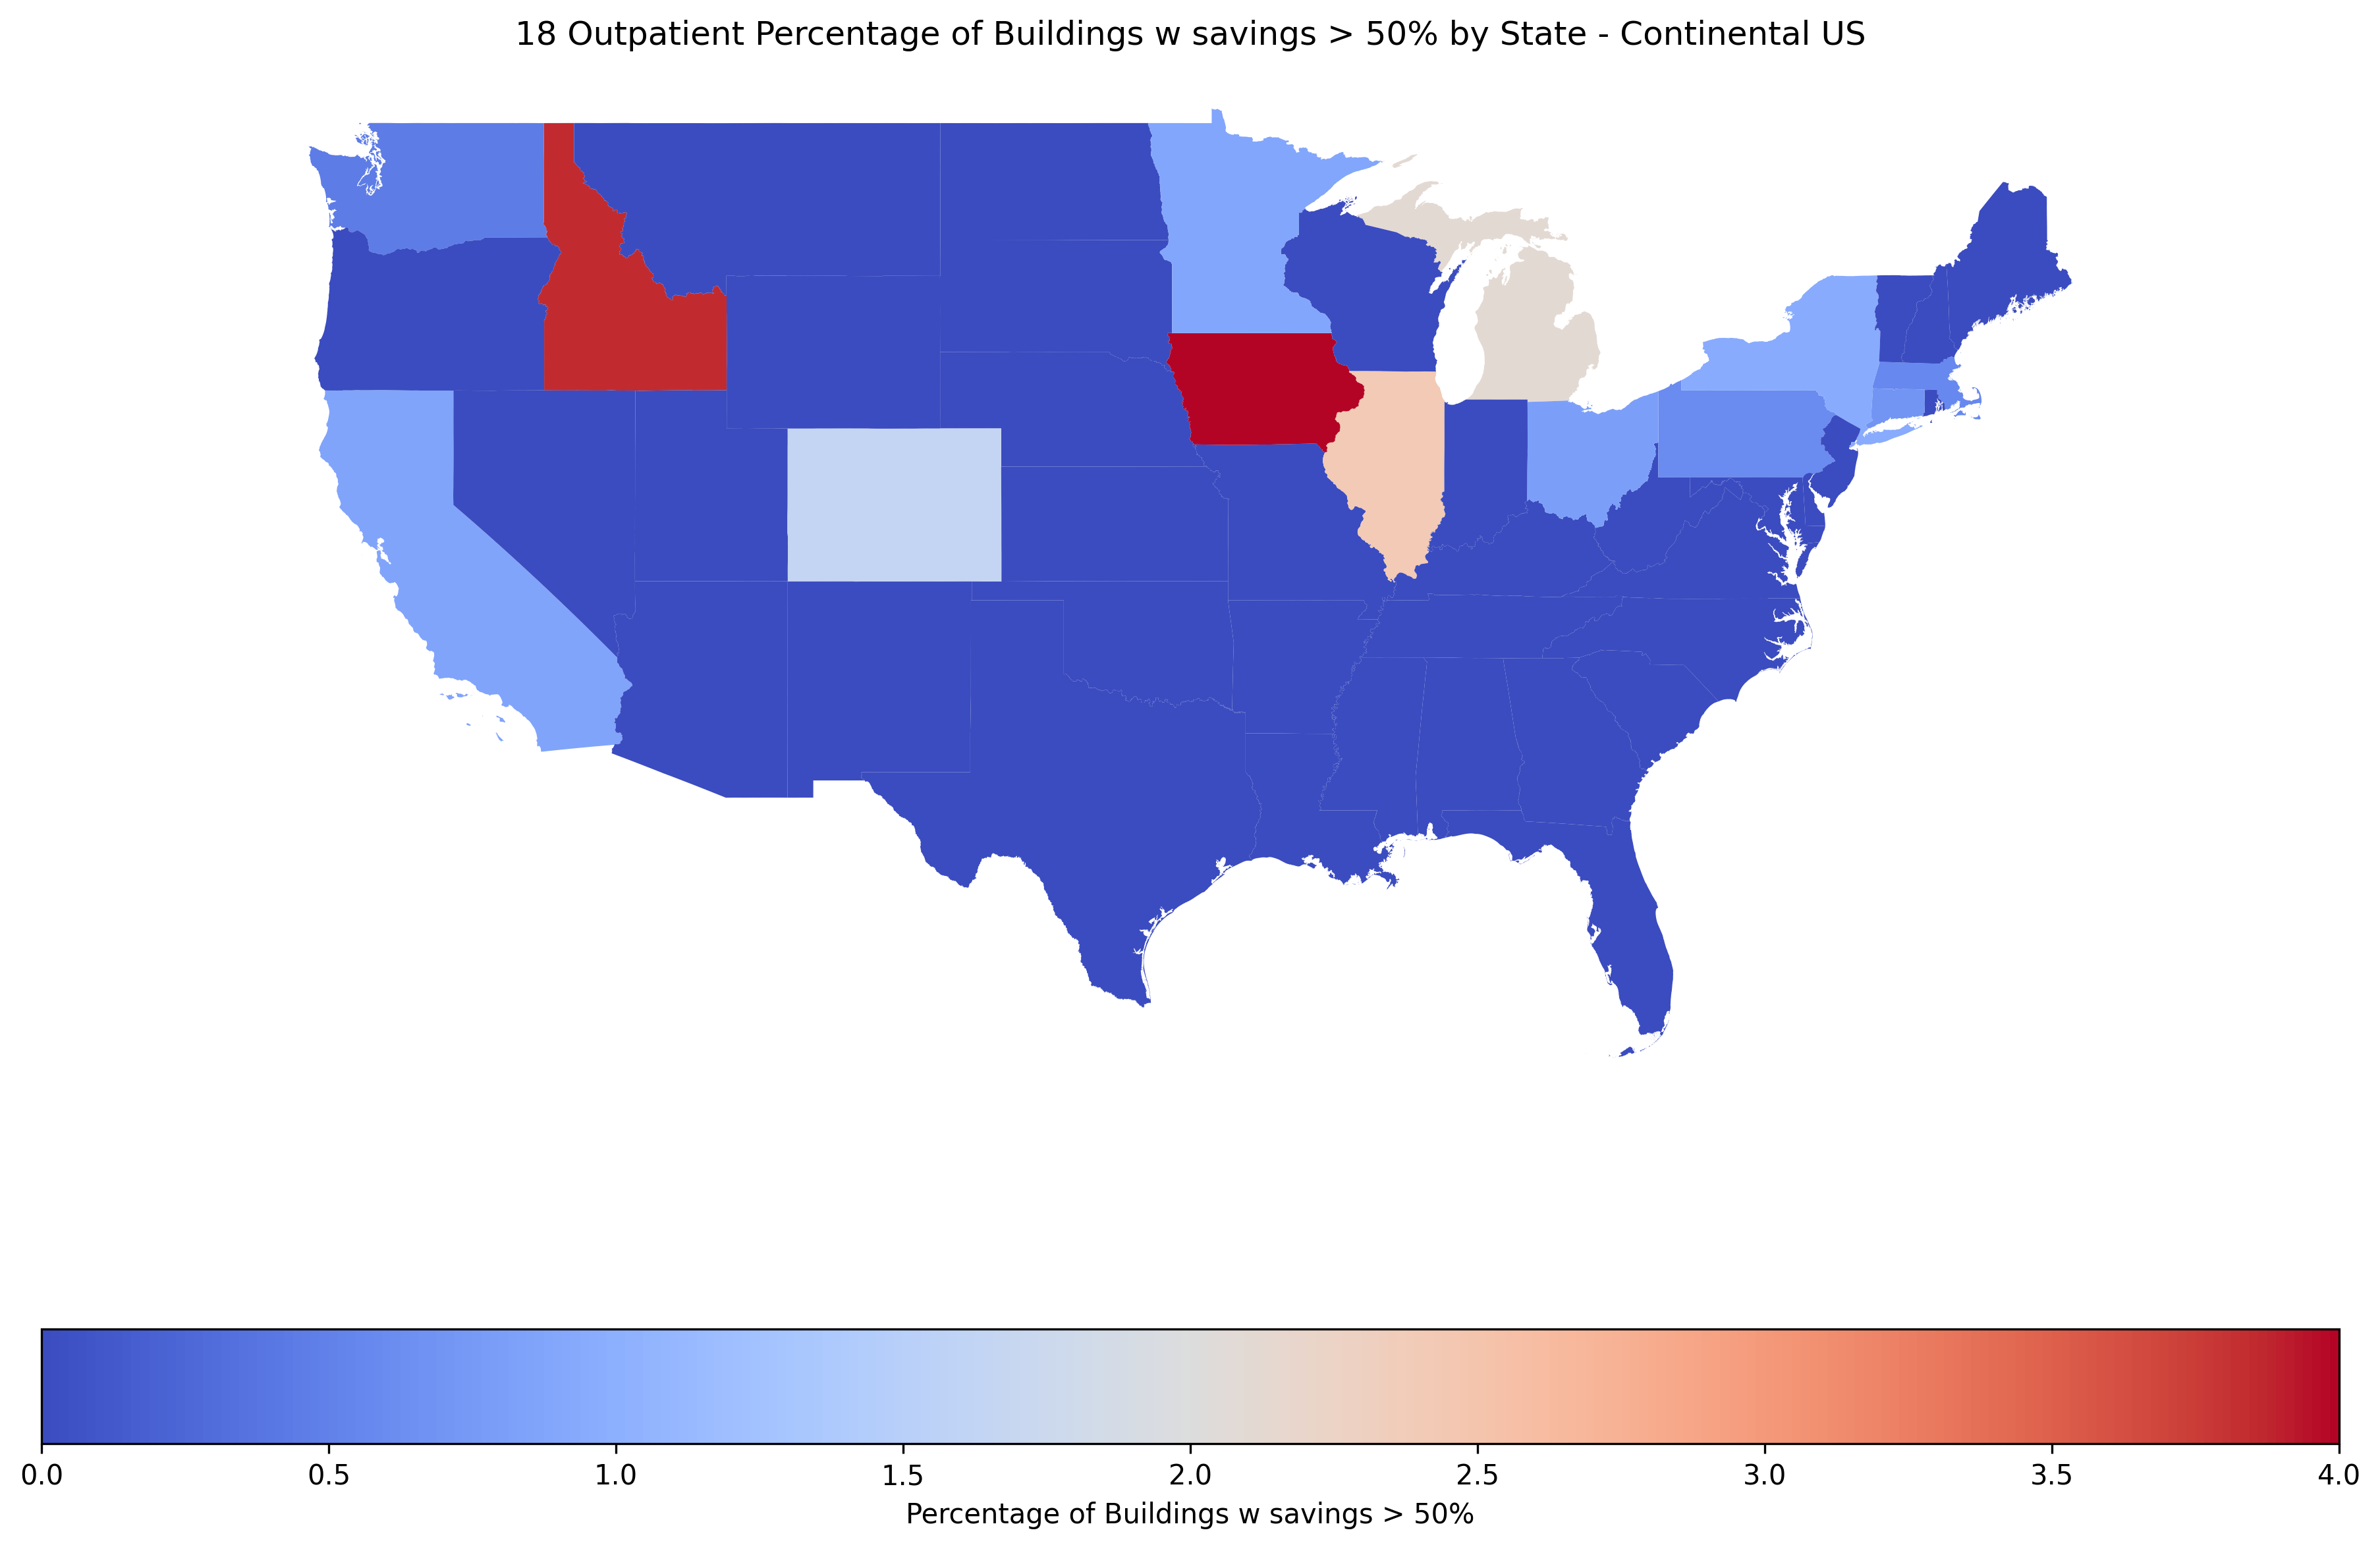 18 Outpatient Percentage of Buildings w savings > 50% by State - Continental US
0.0 0.5 1.0 1.5 2.0 2.5 3.0 3.5 4.0
Percentage of Buildings w savings > 50%